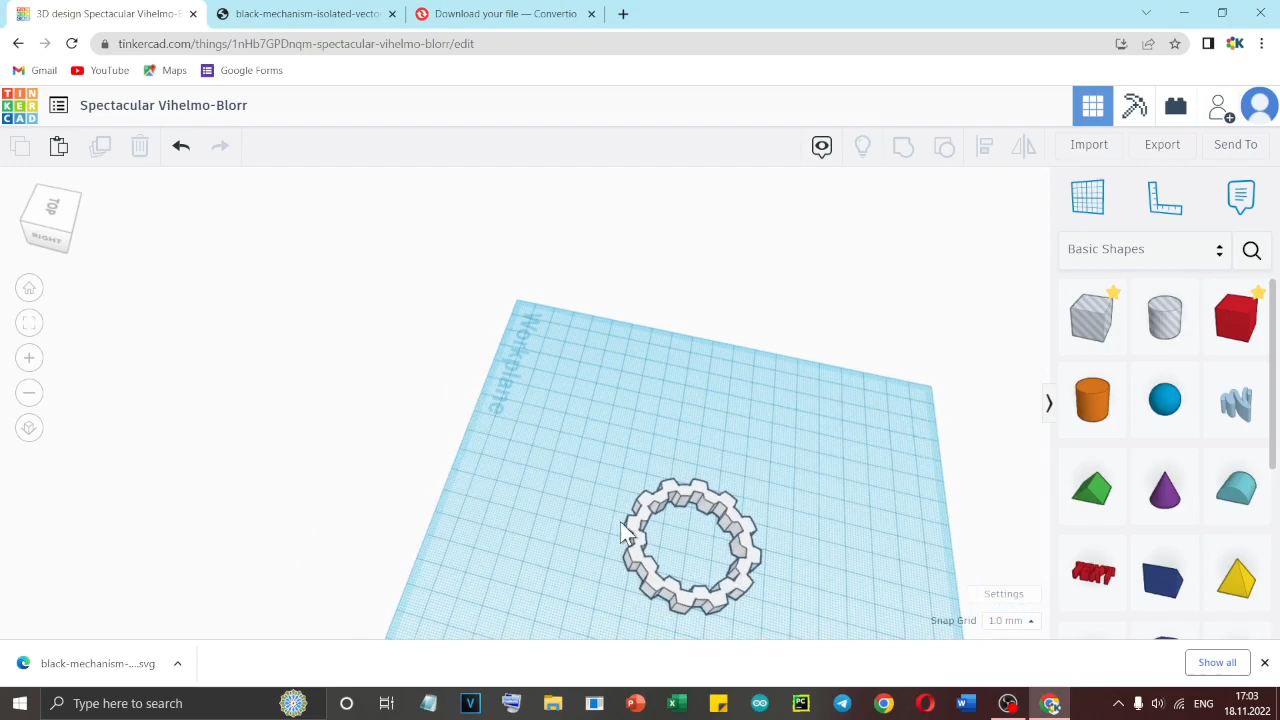 3D design Spectacular Vihelmo-B
black-mechanism-isolated-vecto
Download your file — Convertio
tinkercad.com/things/1nHb7GPDnqm-spectacular-vihelmo-blorr/edit
Gmail
YouTube
Maps
Google Forms
TIN
KER
CAD
Spectacular Vihelmo-Blorr
Import
Export
Send To
TOP
RIGHT
Workplane
Basic Shapes
TEXT
Settings
Snap Grid
1.0 mm
black-mechanism-....svg
Show all
Type here to search
ENG
17:03
18.11.2022